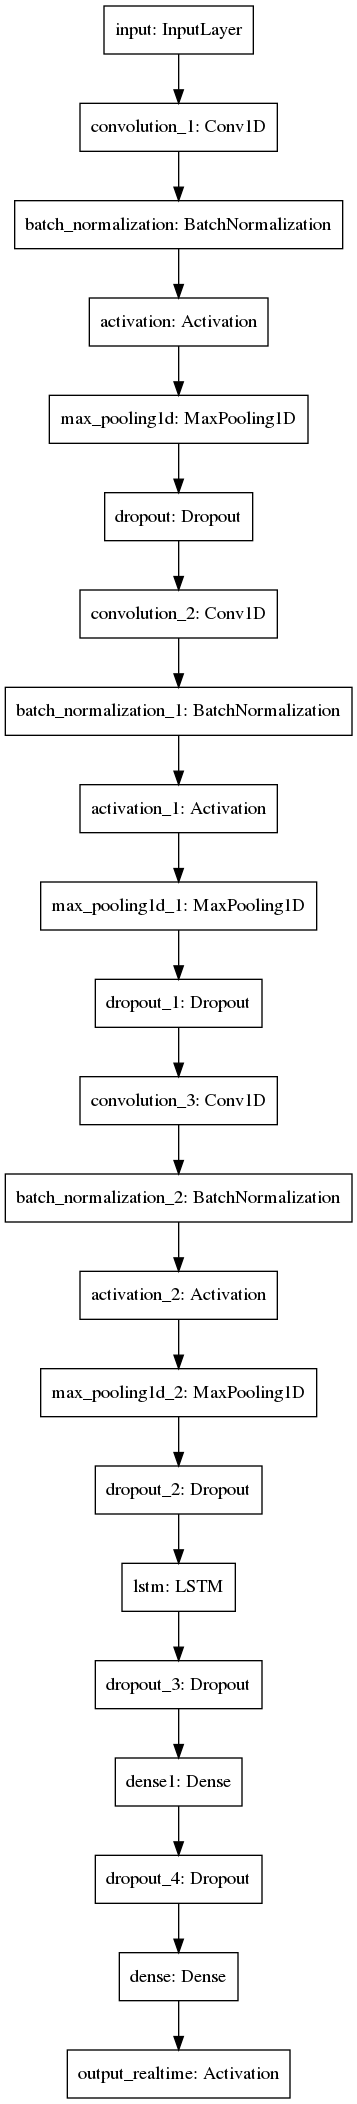 input: InputLayer
convolution_1: Conv1D
batch_normalization: BatchNormalization
activation: Activation
max_pooling1d: MaxPooling1D
dropout: Dropout
convolution_2: Conv1D
batch_normalization_1: BatchNormalization
activation_1: Activation
max_pooling1d_1: MaxPooling1D
dropout_1: Dropout
convolution_3: Conv1D
batch_normalization_2: BatchNormalization
activation_2: Activation
max_pooling1d_2: MaxPooling1D
dropout_2: Dropout
lstm: LSTM
dropout_3: Dropout
dense1: Dense
dropout_4: Dropout
dense: Dense
output_realtime: Activation